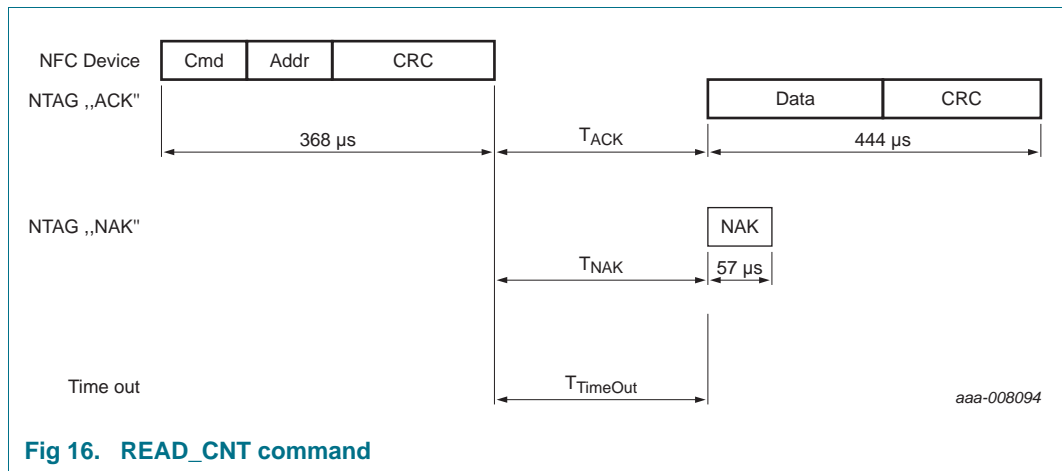 NFC Device Cmd Addr CRC
NTAG ,,ACK" Data CRC
368 µs TACK 444 µs
NTAG ,,NAK" NAK
TNAK 57 µs
Time out TTimeOut aaa-008094
Fig 16. READ_CNT command